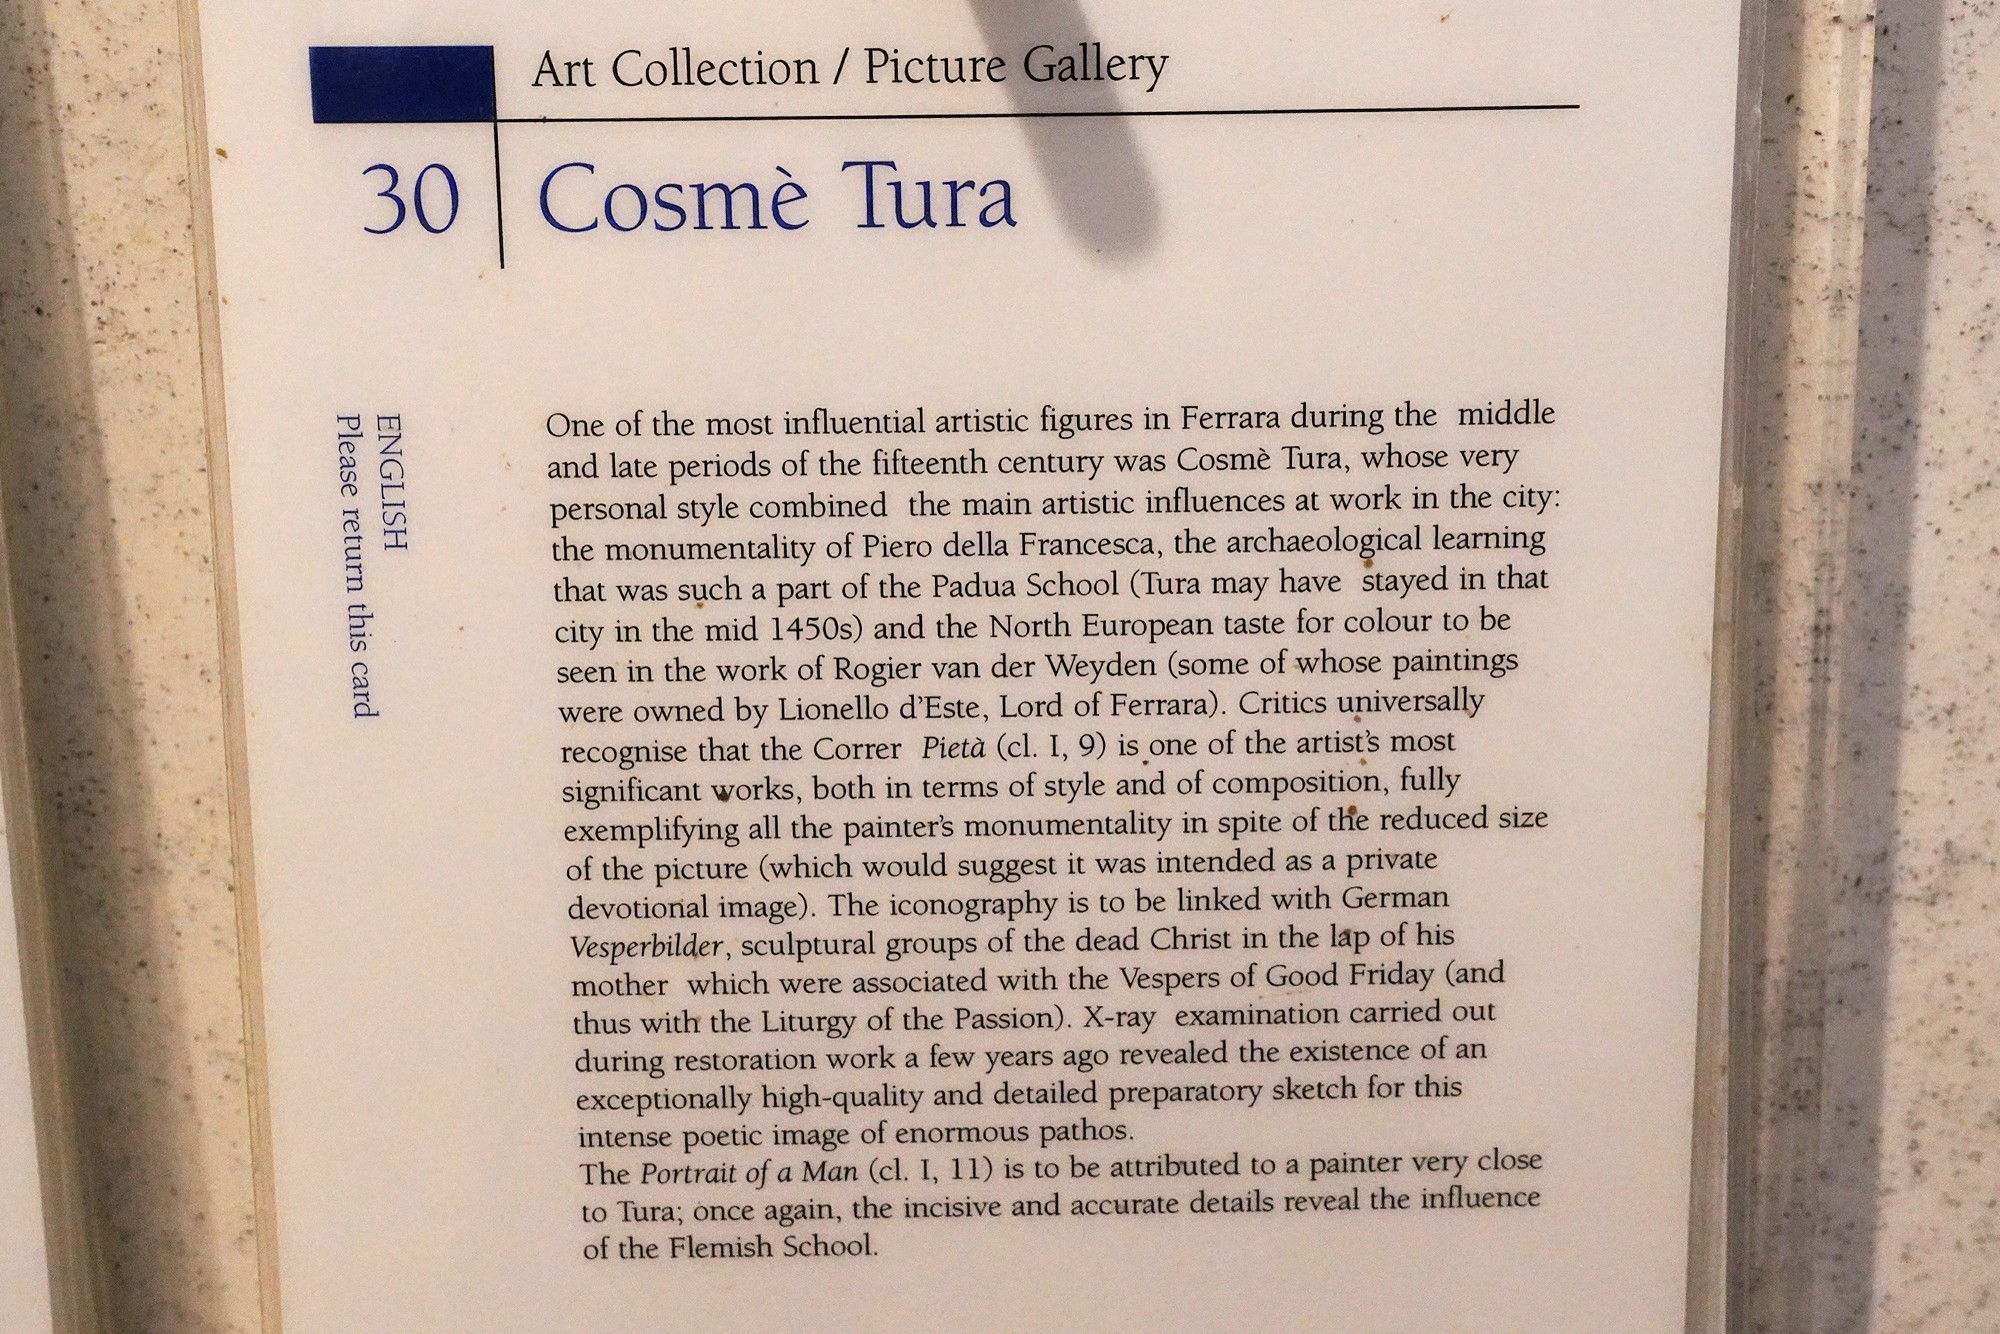 Art Collection / Picture Gallery
30
Cosmè Tura
ENGLISH
Please return this card
One of the most influential artistic figures in Ferrara during the middle
and late periods of the fifteenth century was Cosmè Tura, whose very
personal style combined the main artistic influences at work in the city:
the monumentality of Piero della Francesca, the archaeological learning
that was such a part of the Padua School (Tura may have stayed in that
city in the mid 1450s) and the North European taste for colour to be
seen in the work of Rogier van der Weyden (some of whose paintings
were owned by Lionello d'Este, Lord of Ferrara). Critics universally
recognise that the Correr Pietà (cl. I, 9) is one of the artist's most
significant works, both in terms of style and of composition, fully
exemplifying all the painter's monumentality in spite of the reduced size
of the picture (which would suggest it was intended as a private
devotional image). The iconography is to be linked with German
Vesperbilder, sculptural groups of the dead Christ in the lap of his
mother which were associated with the Vespers of Good Friday (and
thus with the Liturgy of the Passion). X-ray examination carried out
during restoration work a few years ago revealed the existence of an
exceptionally high-quality and detailed preparatory sketch for this
intense poetic image of enormous pathos.
The Portrait of a Man (cl. I, 11) is to be attributed to a painter very close
to Tura; once again, the incisive and accurate details reveal the influence
of the Flemish School.